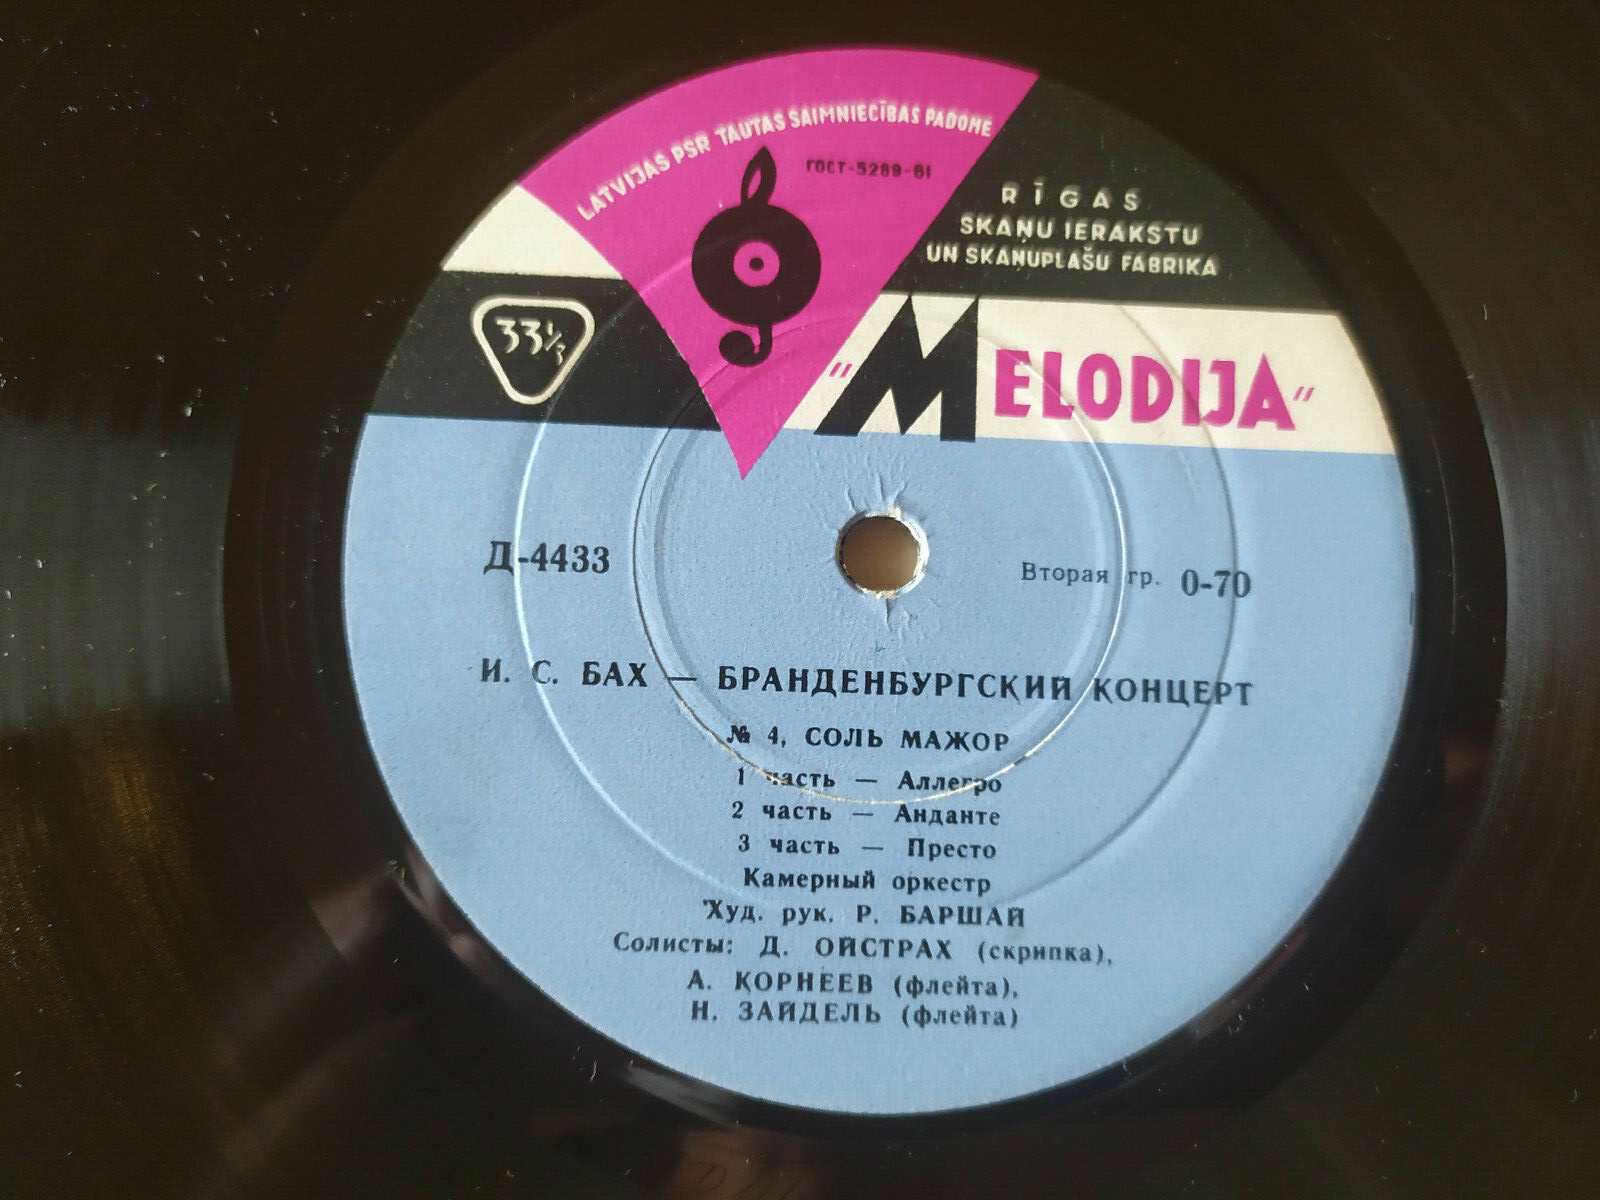 LATVIJAS PSR TAUTAS SAIMNIECĪBAS PADOME
ГОСТ-5289-61
RĪGAS
SKAŅU IERAKSTU
UN SKAŅUPLAŠU FABRIKA
33⅓
"MELODIJA"
Д-4433
Вторая гр. 0-70
И. С. БАХ — БРАНДЕНБУРГСКИЙ КОНЦЕРТ
№ 4, СОЛЬ МАЖОР
1 часть — Аллегро
2 часть — Анданте
3 часть — Престо
Камерный оркестр
Худ. рук. Р. БАРШАЙ
Солисты: Д. ОЙСТРАХ (скрипка),
А. КОРНЕЕВ (флейта),
Н. ЗАЙДЕЛЬ (флейта)